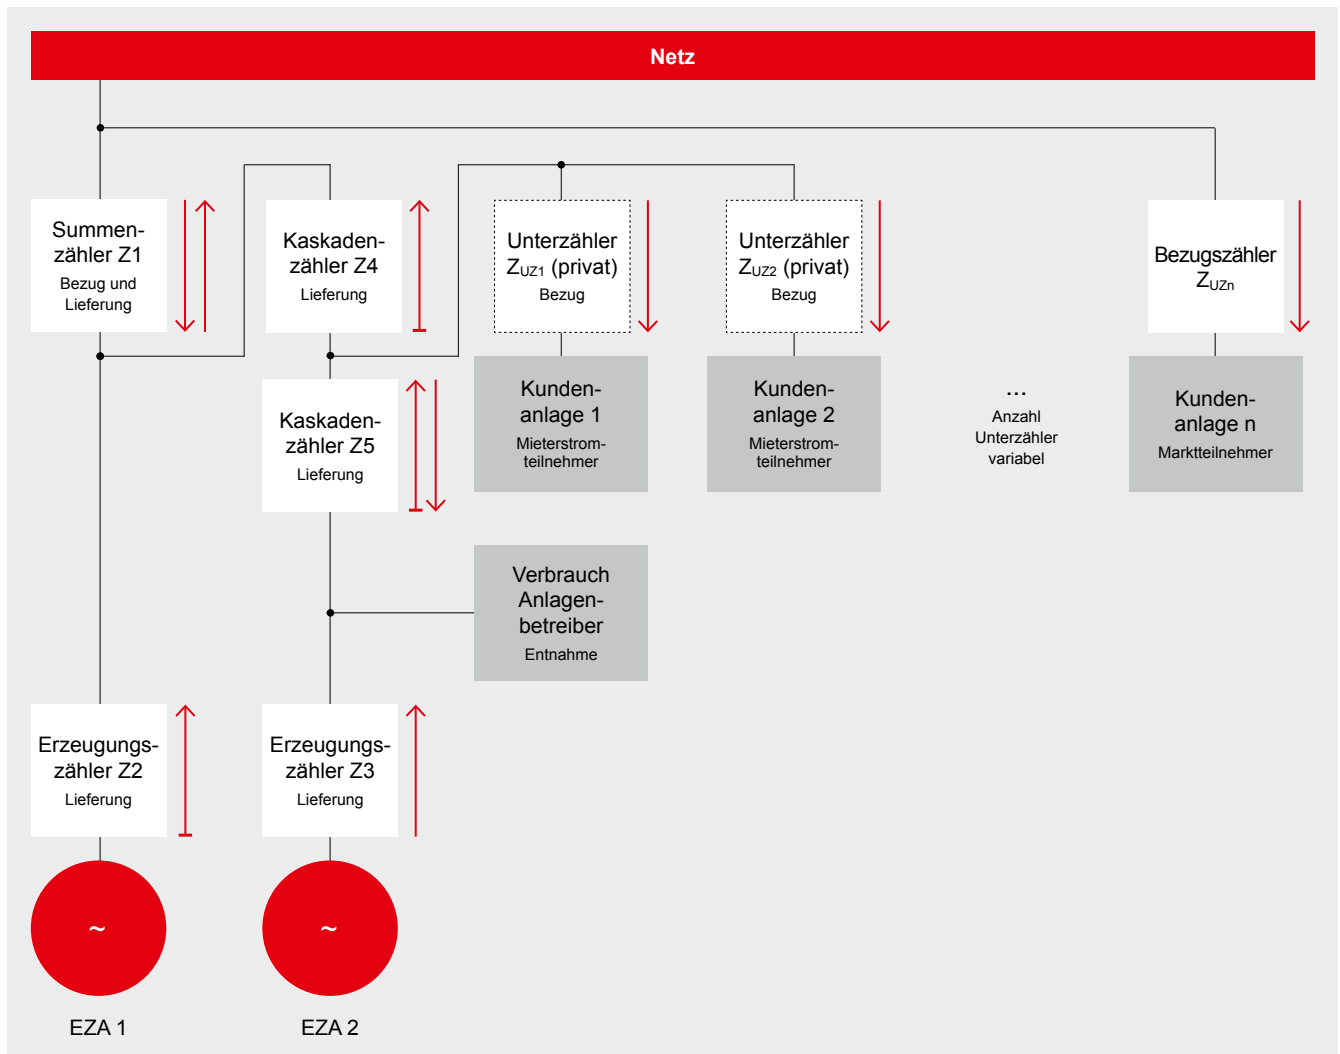 Netz
Summen-
zähler Z1
Bezug und
Lieferung
Kaskaden-
zähler Z4
Lieferung
Unterzähler
ZUZ1 (privat)
Bezug
Unterzähler
ZUZ2 (privat)
Bezug
Bezugszähler
ZUZn
Kaskaden-
zähler Z5
Lieferung
Kunden-
anlage 1
Mieterstrom-
teilnehmer
Kunden-
anlage 2
Mieterstrom-
teilnehmer
...
Anzahl
Unterzähler
variabel
Kunden-
anlage n
Marktteilnehmer
Verbrauch
Anlagen-
betreiber
Entnahme
Erzeugungs-
zähler Z2
Lieferung
Erzeugungs-
zähler Z3
Lieferung
~
~
EZA 1
EZA 2